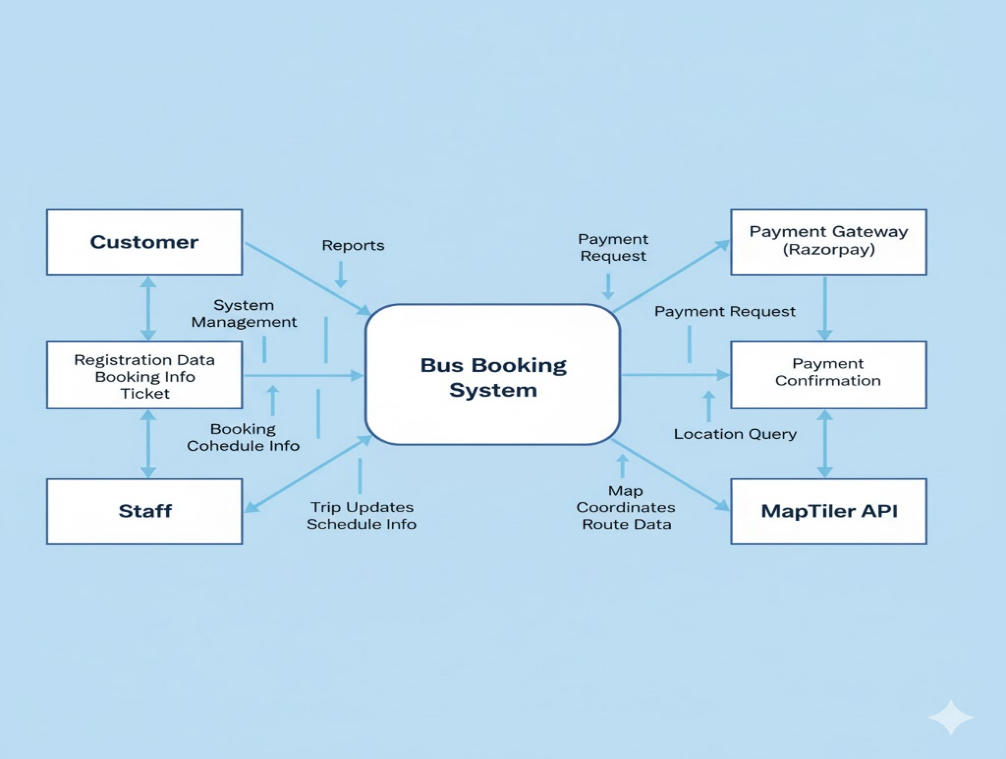 Customer
Reports
Payment
Request
Payment Gateway
(Razorpay)
System
Management
Payment Request
Registration Data
Booking Info
Ticket
Bus Booking
System
Payment
Confirmation
Booking
Cohedule Info
Location Query
Staff
Trip Updates
Schedule Info
Map
Coordinates
Route Data
MapTiler API